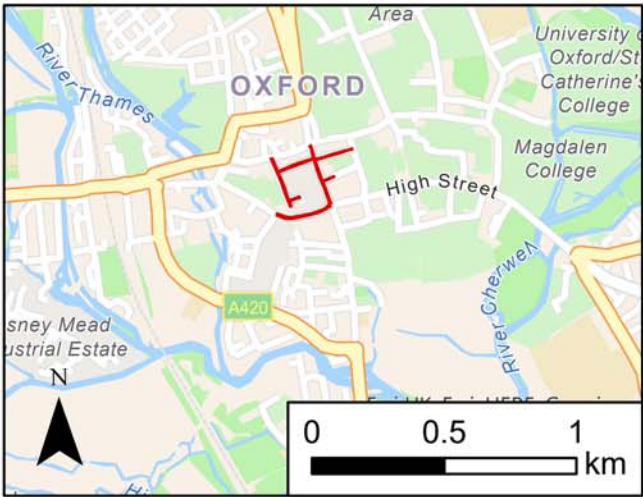 Area
University o
Oxford/St
Catherine's
College
River Thames
OXFORD
Magdalen
College
High Street
River Cherwell
A420
sney Mead
ustrial Estate
N
0 0.5 1
km